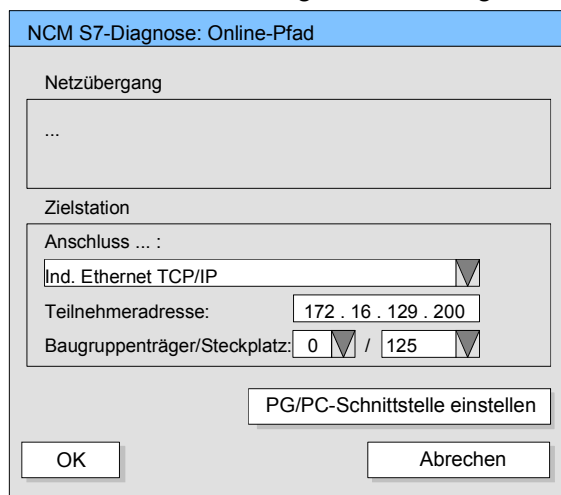 NCM S7-Diagnose: Online-Pfad
Netzübergang
...
Zielstation
Anschluss ... :
Ind. Ethernet TCP/IP
Teilnehmeradresse: 172 . 16 . 129 . 200
Baugruppenträger/Steckplatz: 0 / 125
PG/PC-Schnittstelle einstellen
OK Abrechen